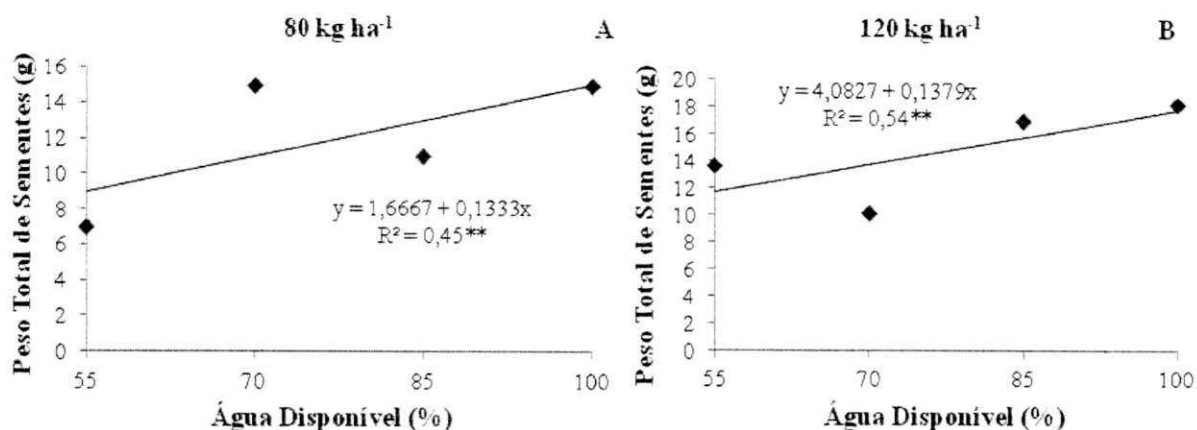 80 kg ha⁻¹ A
Peso Total de Sementes (g)
16
14
12
10
8
6
4
2
0
y = 1,6667 + 0,1333x
R² = 0,45**
55 70 85 100
Água Disponível (%)
120 kg ha⁻¹ B
Peso Total de Sementes (g)
20
18
16
14
12
10
8
6
4
2
0
y = 4,0827 + 0,1379x
R² = 0,54**
55 70 85 100
Água Disponível (%)